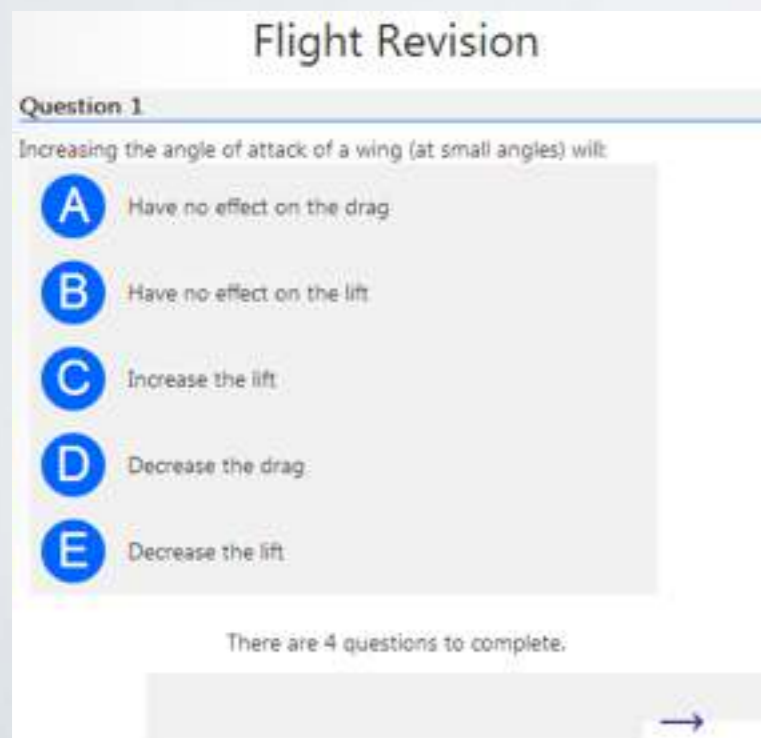 Flight Revision
Question 1
Increasing the angle of attack of a wing (at small angles) will:
A Have no effect on the drag
B Have no effect on the lift
C Increase the lift
D Decrease the drag
E Decrease the lift
There are 4 questions to complete.
→